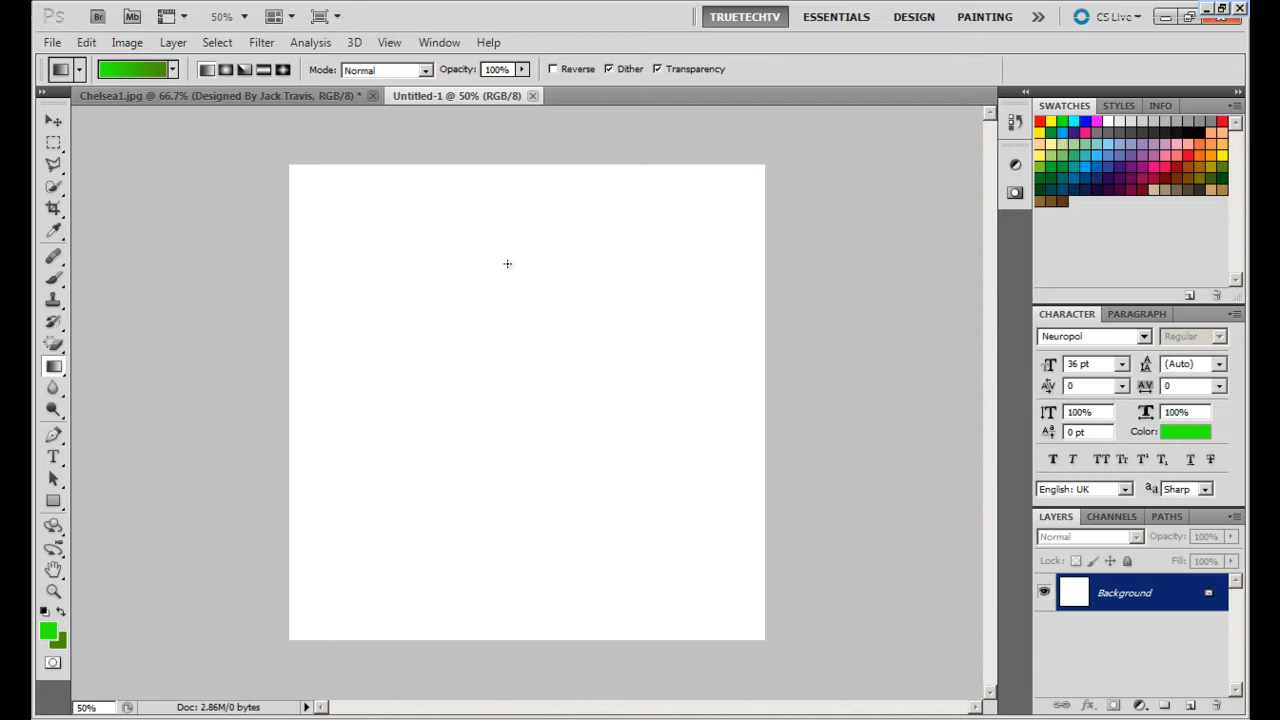 Ps Br Mb 50% TRUETECHTV ESSENTIALS DESIGN PAINTING CS Live
File Edit Image Layer Select Filter Analysis 3D View Window Help
Mode: Normal Opacity: 100% Reverse Dither Transparency
Chelsea1.jpg @ 66.7% (Designed By Jack Travis, RGB/8) * Untitled-1 @ 50% (RGB/8)
SWATCHES STYLES INFO
CHARACTER PARAGRAPH
Neuropol Regular
36 pt (Auto)
0 0
100% 100%
0 pt Color:
English: UK aa Sharp
LAYERS CHANNELS PATHS
Normal Opacity: 100%
Lock: Fill: 100%
Background
50% Doc: 2.86M/0 bytes